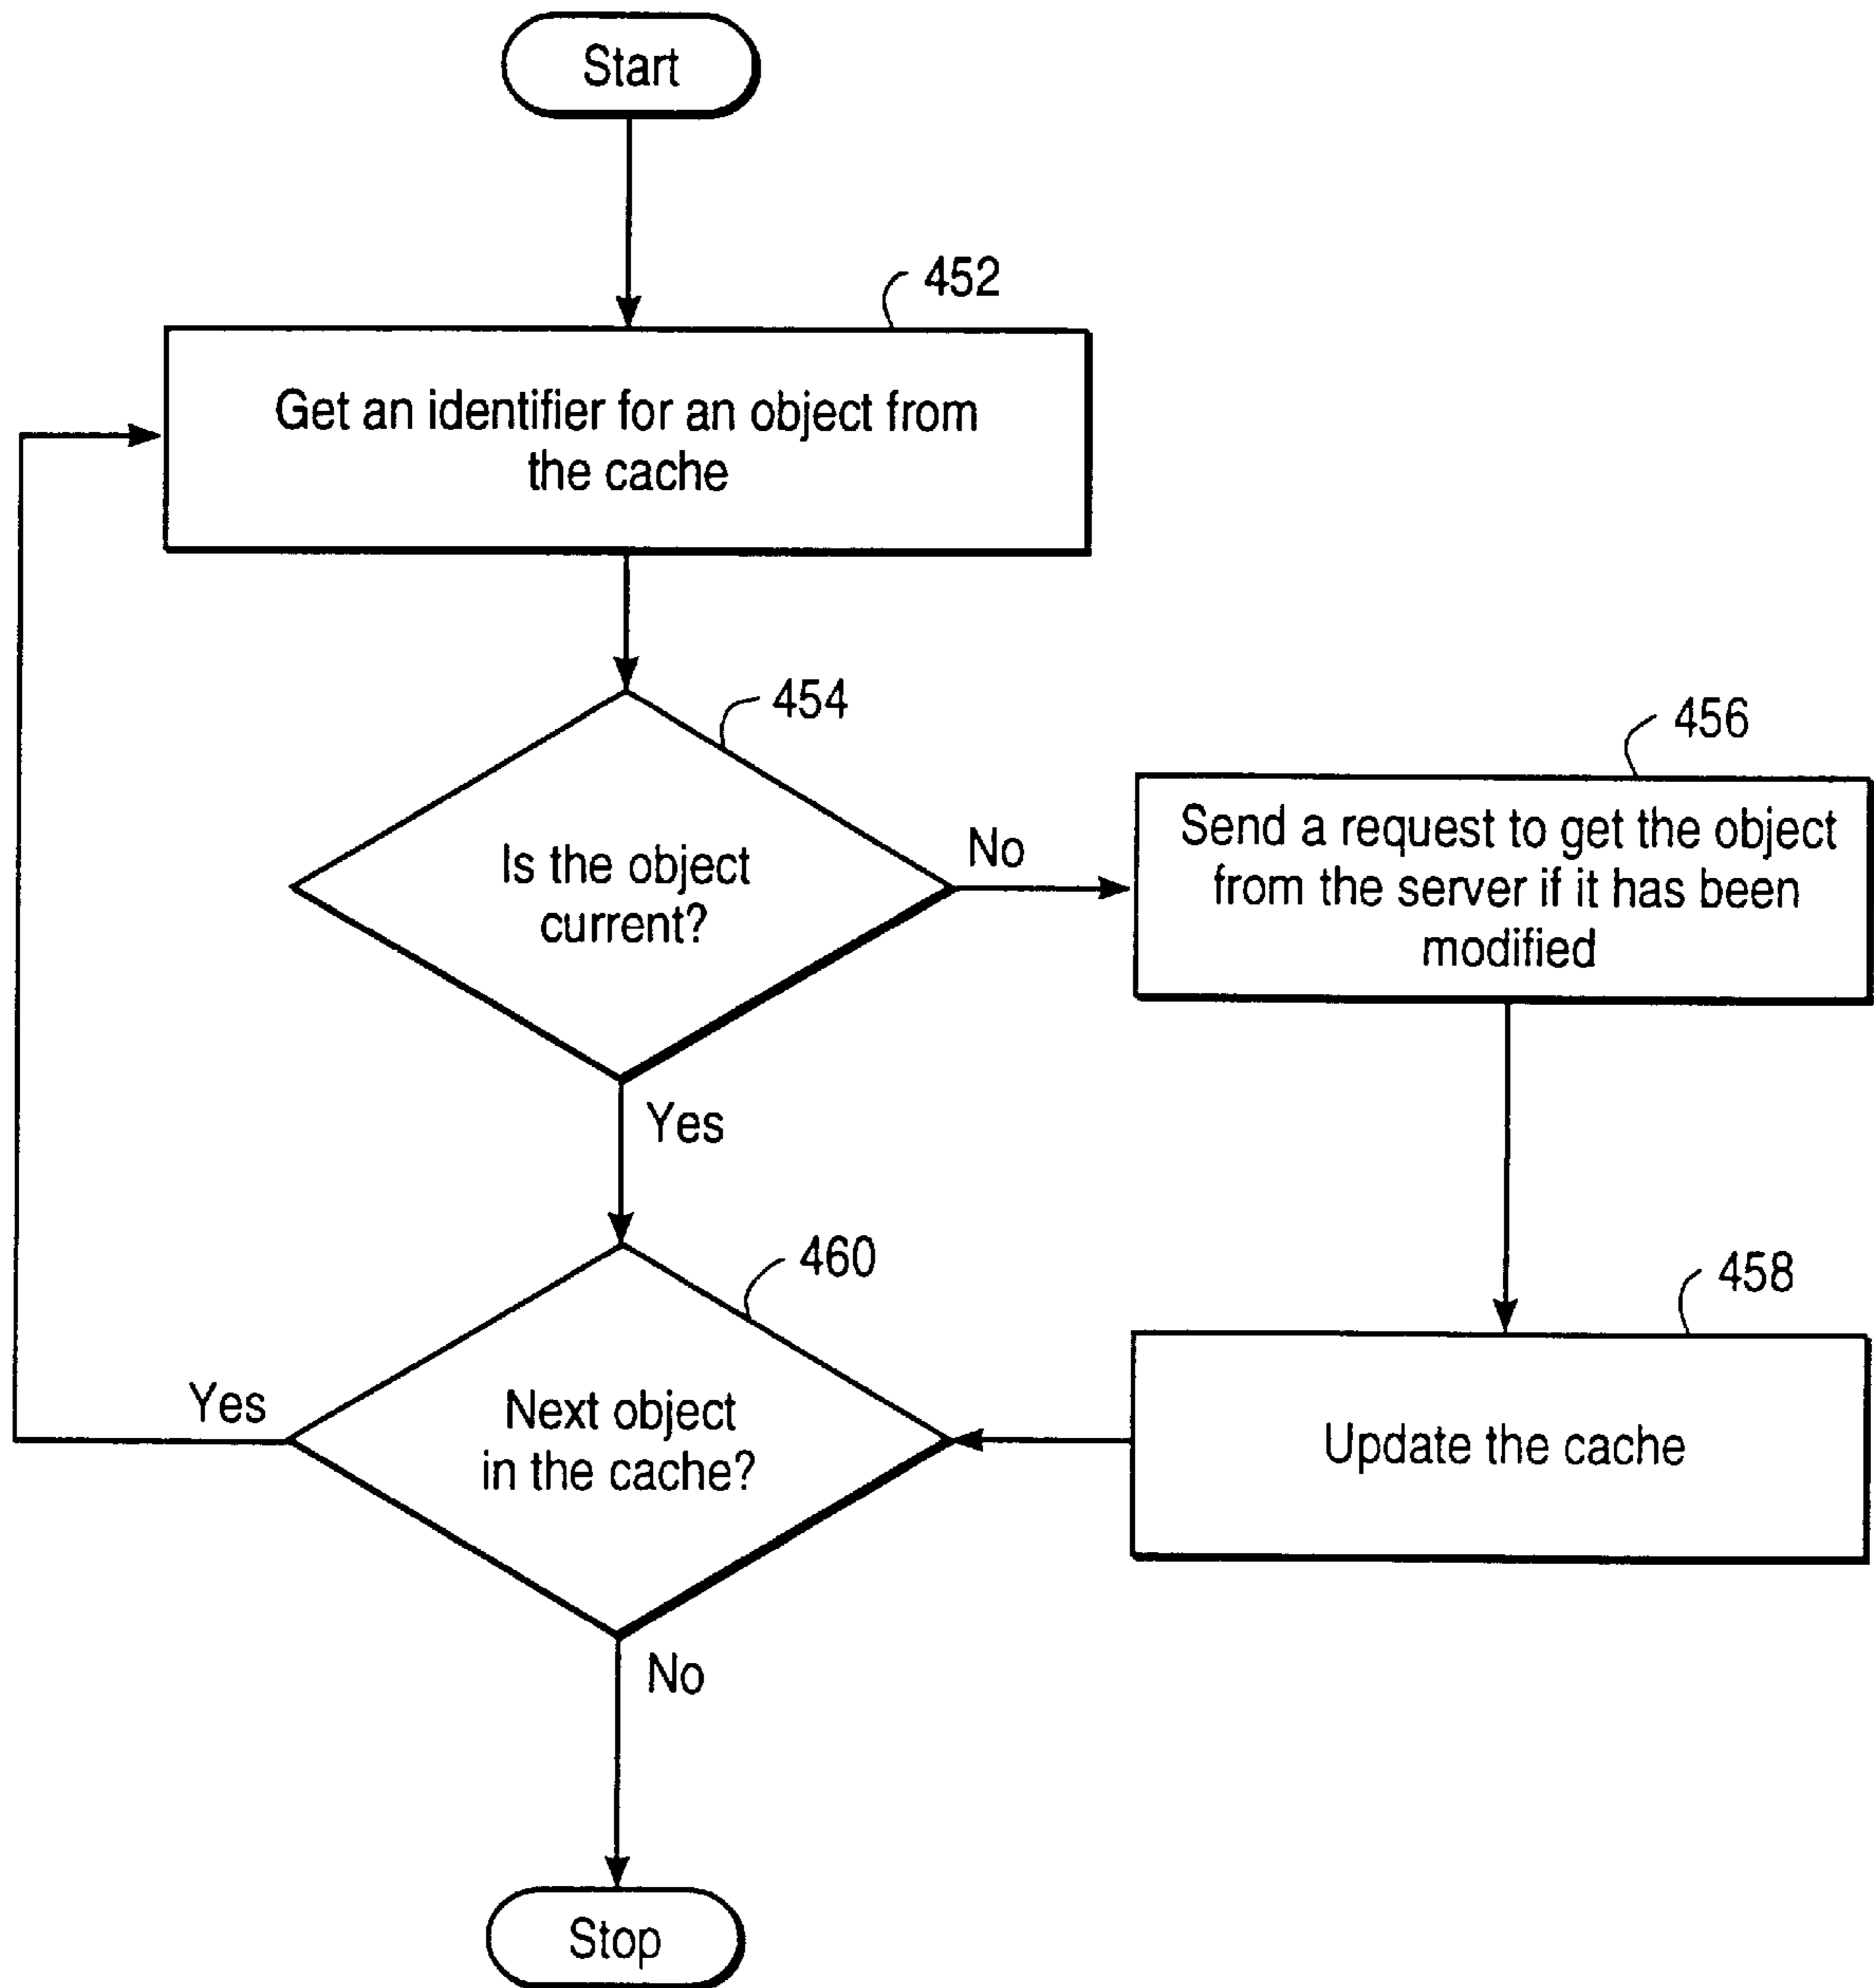 Start
452
Get an identifier for an object from
the cache
454
Is the object
current?
No
Yes
456
Send a request to get the object
from the server if it has been
modified
458
Update the cache
460
Next object
in the cache?
Yes
No
Stop